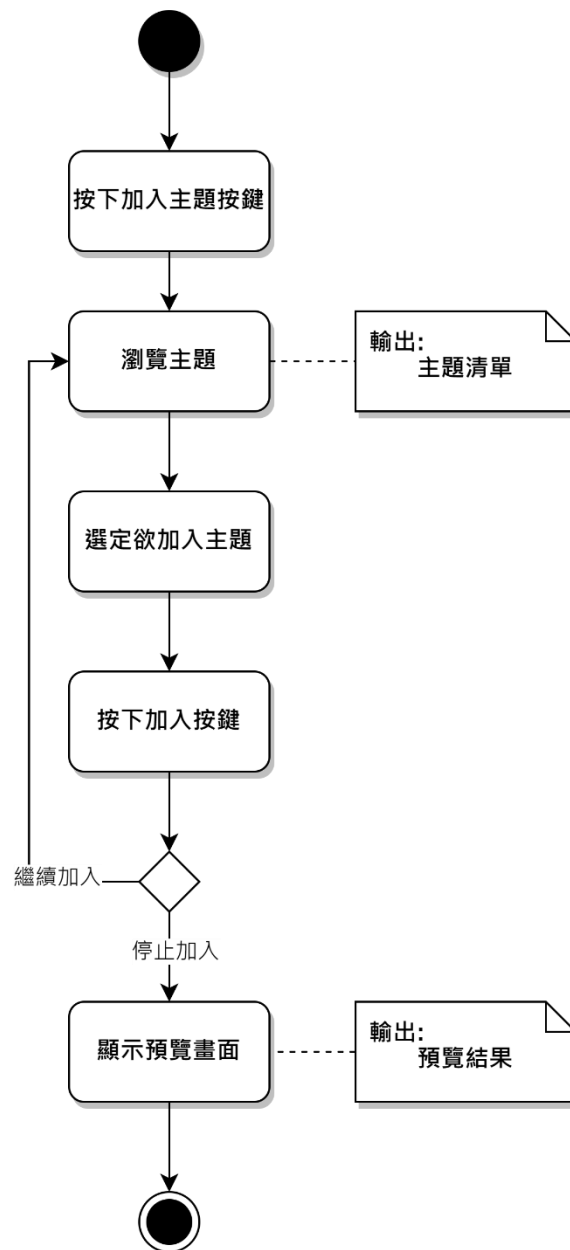 按下加入主題按鍵
瀏覽主題
輸出:
主題清單
選定欲加入主題
按下加入按鍵
繼續加入
停止加入
顯示預覽畫面
輸出:
預覽結果